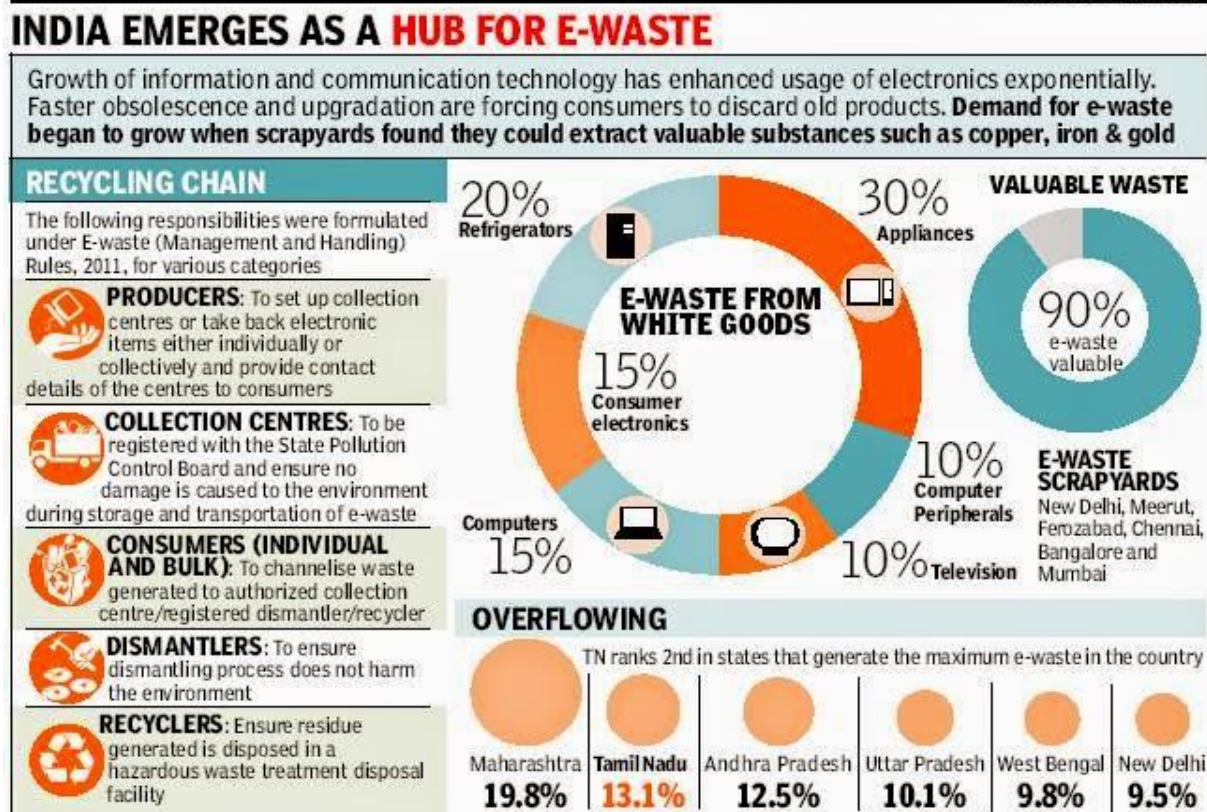 INDIA EMERGES AS A HUB FOR E-WASTE
Growth of information and communication technology has enhanced usage of electronics exponentially.
Faster obsolescence and upgradation are forcing consumers to discard old products. Demand for e-waste
began to grow when scrapyards found they could extract valuable substances such as copper, iron & gold
RECYCLING CHAIN
The following responsibilities were formulated
under E-waste (Management and Handling)
Rules, 2011, for various categories
PRODUCERS: To set up collection
centres or take back electronic
items either individually or
collectively and provide contact
details of the centres to consumers
COLLECTION CENTRES: To be
registered with the State Pollution
Control Board and ensure no
damage is caused to the environment
during storage and transportation of e-waste
CONSUMERS (INDIVIDUAL
AND BULK): To channelise waste
generated to authorized collection
centre/registered dismantler/recycler
DISMANTLERS: To ensure
dismantling process does not harm
the environment
RECYCLERS: Ensure residue
generated is disposed in a
hazardous waste treatment disposal
facility
20%
Refrigerators
30%
Appliances
E-WASTE FROM
WHITE GOODS
15%
Consumer
electronics
10%
Computer
Peripherals
Computers
15%
10% Television
VALUABLE WASTE
90%
e-waste
valuable
E-WASTE
SCRAPYARDS
New Delhi, Meerut,
Ferozabad, Chennai,
Bangalore and
Mumbai
OVERFLOWING
TN ranks 2nd in states that generate the maximum e-waste in the country
Maharashtra
19.8%
Tamil Nadu
13.1%
Andhra Pradesh
12.5%
Uttar Pradesh
10.1%
West Bengal
9.8%
New Delhi
9.5%